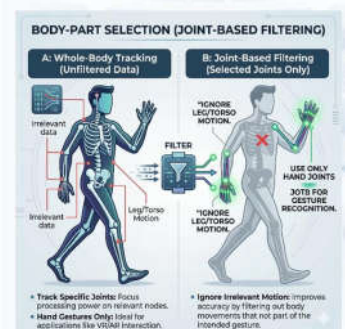 BODY-PART SELECTION (JOINT-BASED FILTERING)
A: Whole-Body Tracking
(Unfiltered Data)
Irrelevant
data
Irrelevant
data
Leg/Torso
Motion
FILTER
B: Joint-Based Filtering
(Selected Joints Only)
"IGNORE
LEG/TORSO
MOTION.
"IGNORE
LEG/TORSO
MOTION.
USE ONLY
HAND JOINTS
JOTB FOR
GESTURE
RECOGNITION.
• Track Specific Joints: Focus
processing power on relevant nodes.
• Hand Gestures Only: Ideal for
applications like VR/AR interaction.
• Ignore Irrelevant Motion: Improves
accuracy by filtering out body
movements that not part of the
intended gesture.